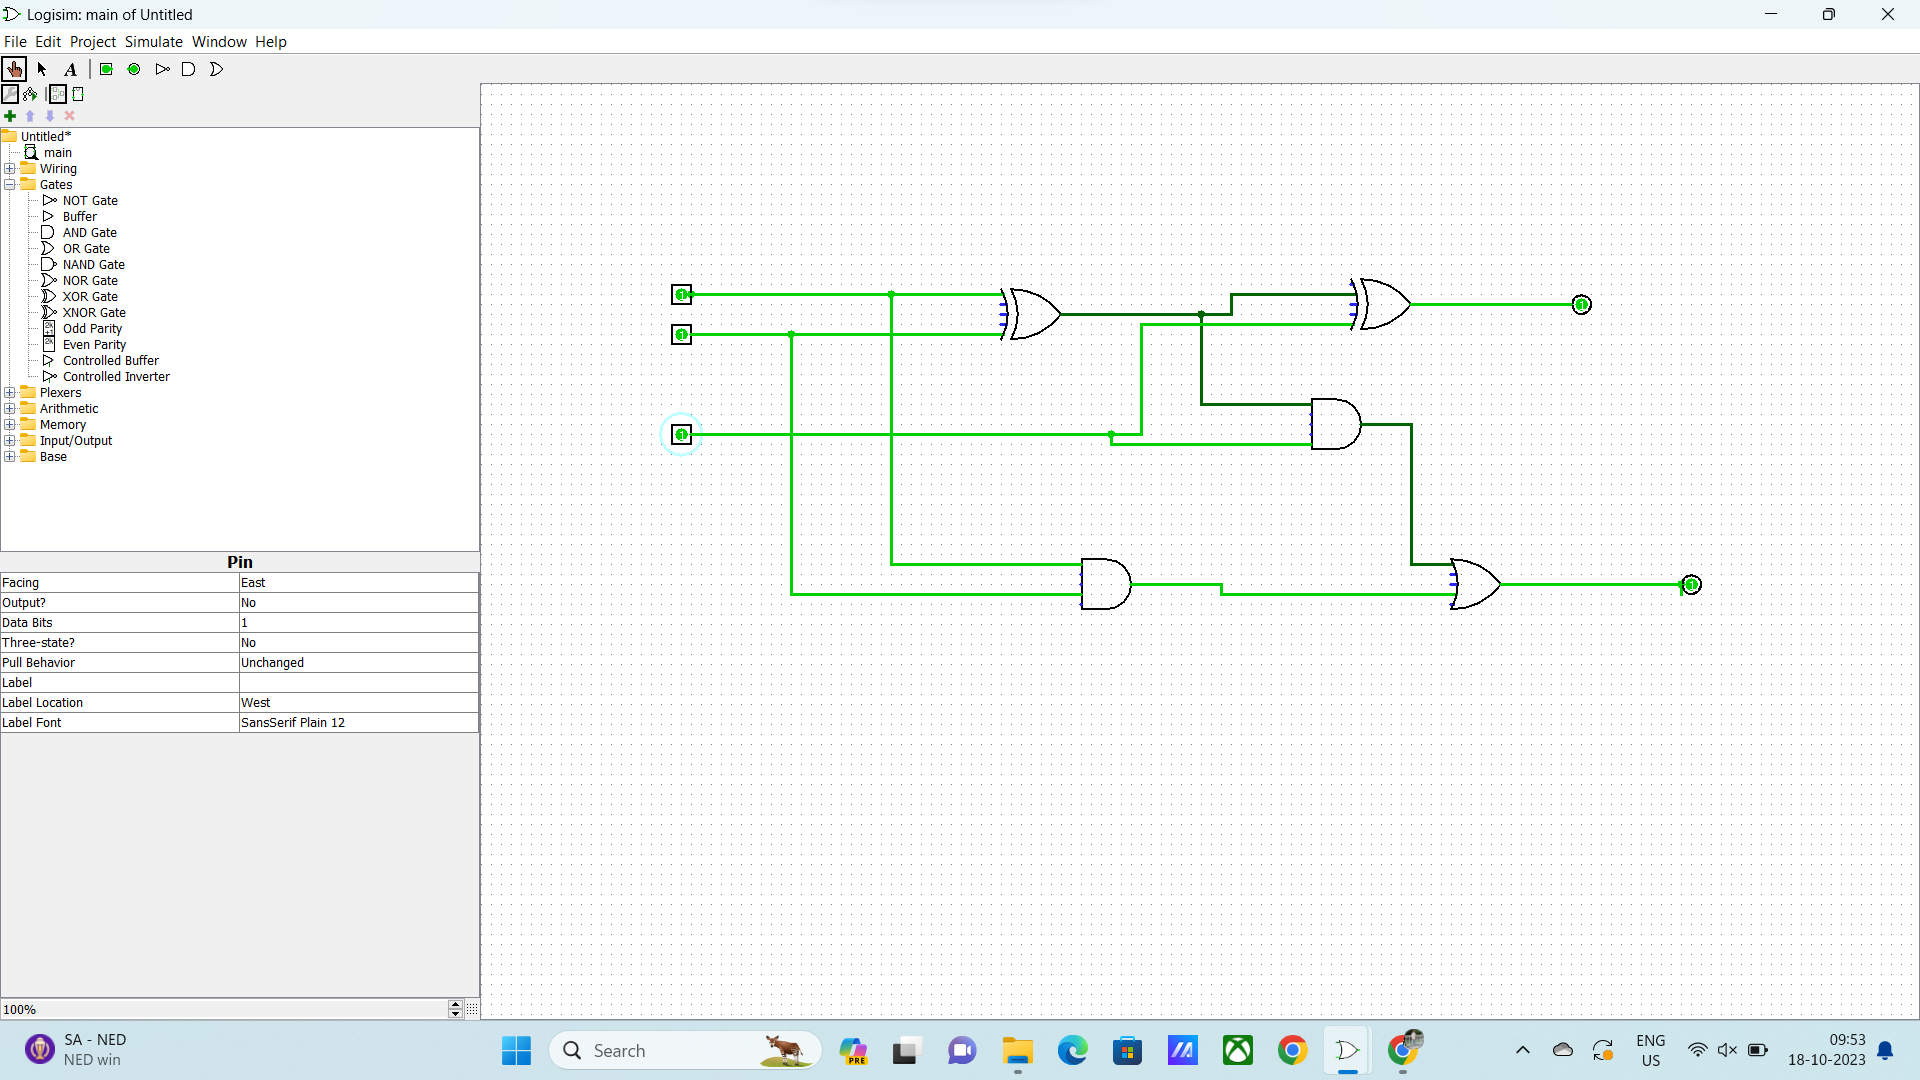 Logisim: main of Untitled
File Edit Project Simulate Window Help
A
Untitled*
main
Wiring
Gates
NOT Gate
Buffer
AND Gate
OR Gate
NAND Gate
NOR Gate
XOR Gate
XNOR Gate
Odd Parity
Even Parity
Controlled Buffer
Controlled Inverter
Plexers
Arithmetic
Memory
Input/Output
Base
Pin
Facing East
Output? No
Data Bits 1
Three-state? No
Pull Behavior Unchanged
Label
Label Location West
Label Font SansSerif Plain 12
100%
1
1
1
1
1
SA - NED
NED win
Search
PRE
ENG
US
09:53
18-10-2023